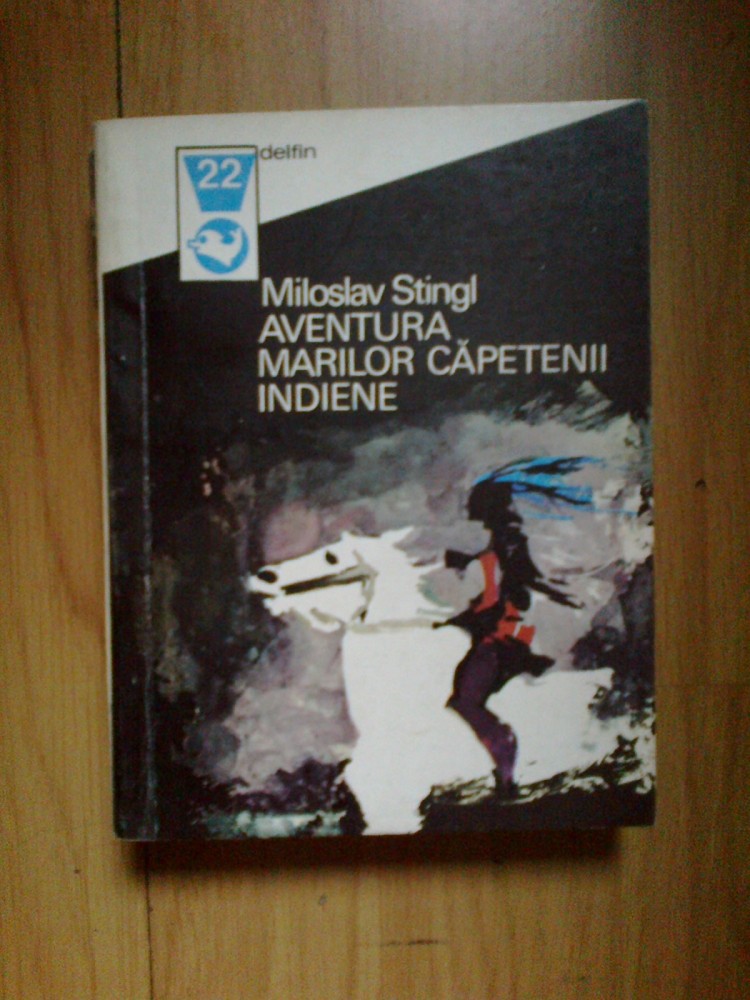 22
delfin
Miloslav Stingl
AVENTURA
MARILOR CĂPETENII
INDIENE